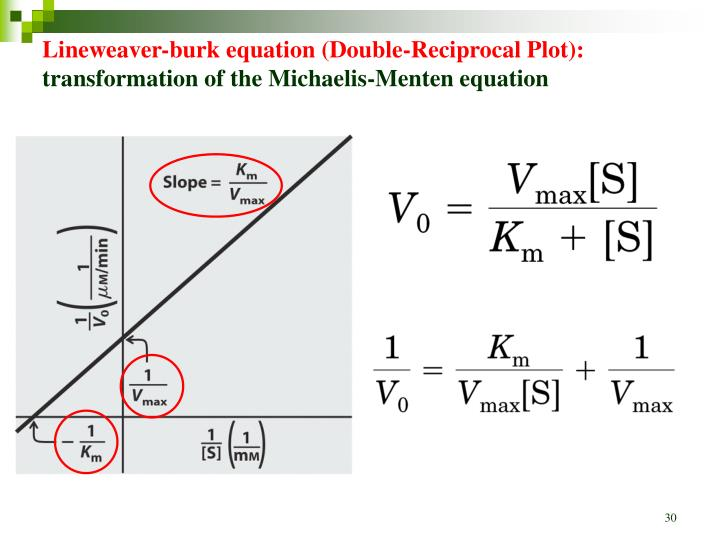 Lineweaver-burk equation (Double-Reciprocal Plot):
transformation of the Michaelis-Menten equation
Slope = Km/Vmax
1/V0 (1/μM/min)
1/Vmax
−1/Km
1/[S] (1/mM)
V0 = Vmax[S]/Km + [S]
1/V0 = Km/Vmax[S] + 1/Vmax
30